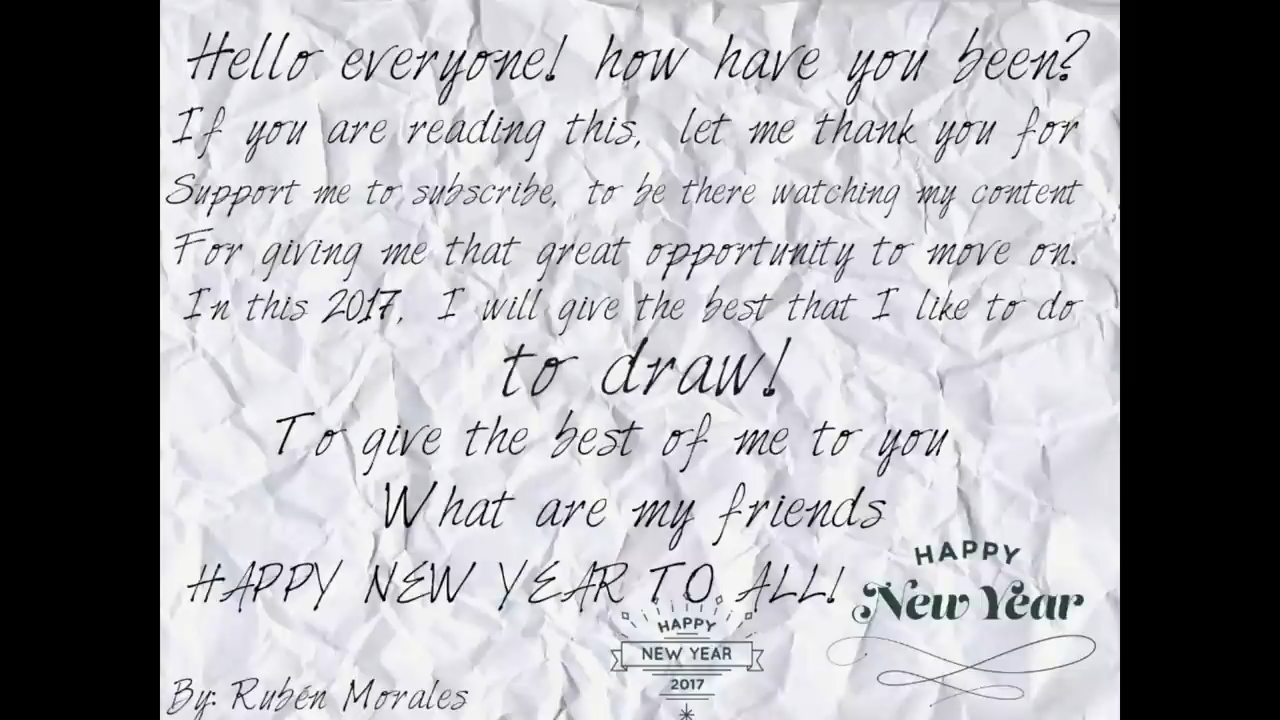 Hello everyone! how have you been?
If you are reading this, let me thank you for
Support me to subscribe, to be there watching my content
For giving me that great opportunity to move on.
In this 2017, I will give the best that I like to do
to draw!
To give the best of me to you
What are my friends
HAPPY NEW YEAR TO ALL!
HAPPY
New Year
HAPPY
NEW YEAR
2017
By: Ruben Morales